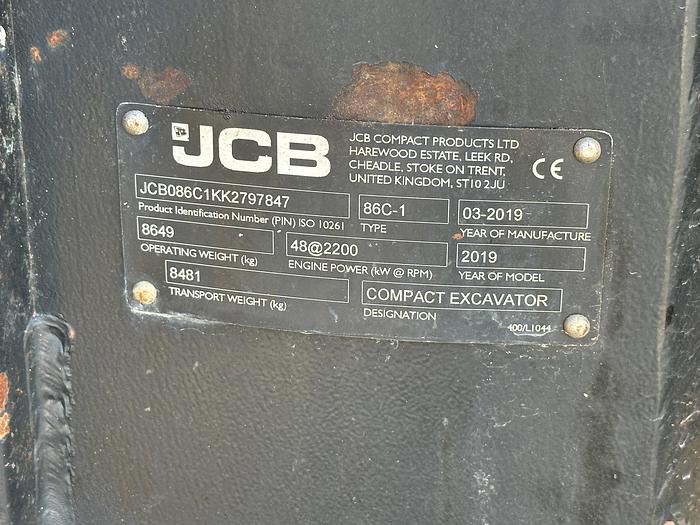 JCB
JCB COMPACT PRODUCTS LTD
HAREWOOD ESTATE, LEEK RD,
CHEADLE, STOKE ON TRENT,
UNITED KINGDOM, ST10 2JU
CE
JCB086C1KK2797847
Product Identification Number (PIN) ISO 10261
86C-1
TYPE
03-2019
YEAR OF MANUFACTURE
8649
OPERATING WEIGHT (kg)
48@2200
ENGINE POWER (kW @ RPM)
2019
YEAR OF MODEL
8481
TRANSPORT WEIGHT (kg)
COMPACT EXCAVATOR
DESIGNATION
400/L1044